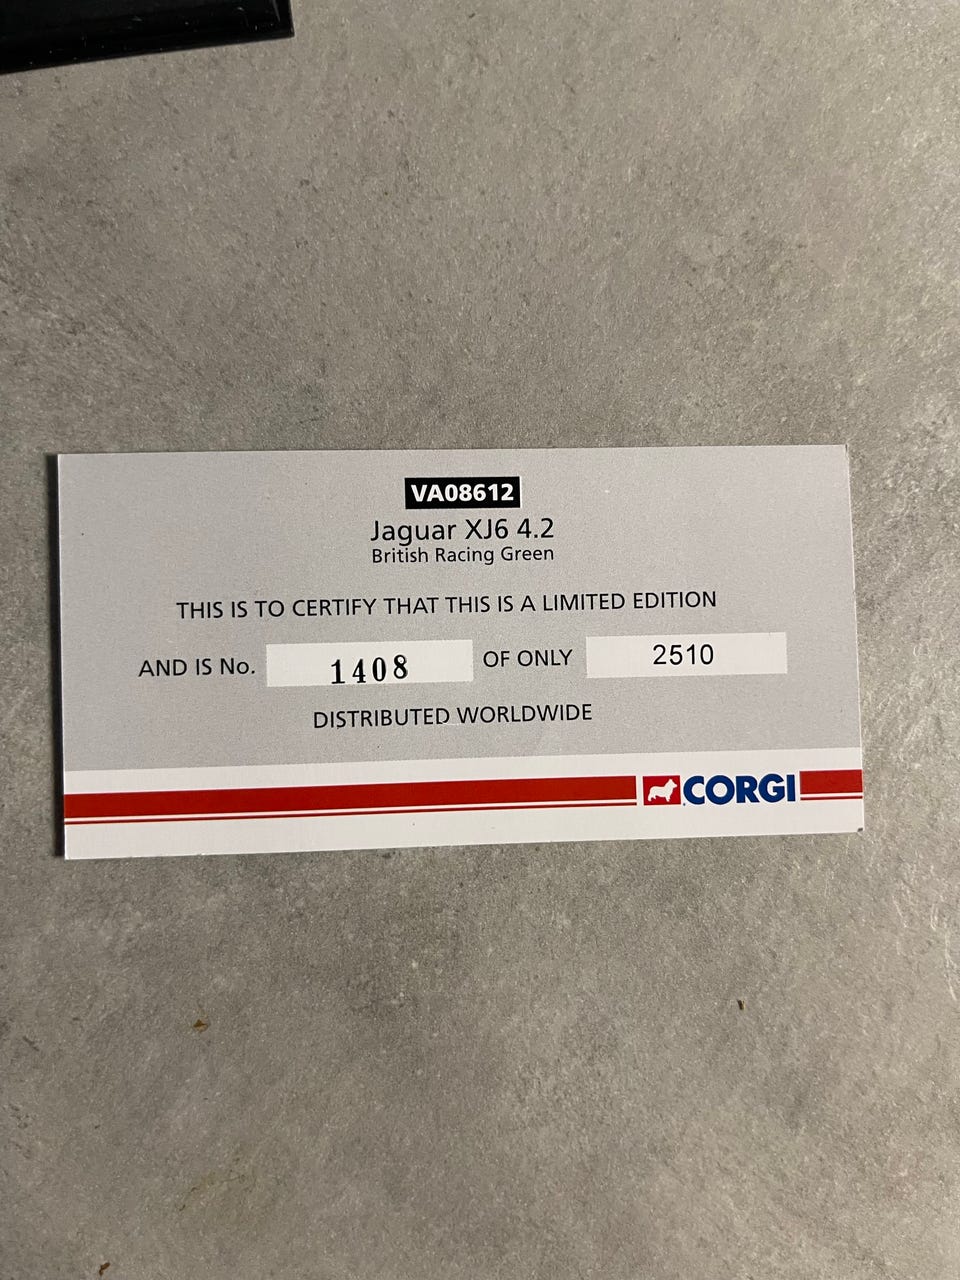 VA08612
Jaguar XJ6 4.2
British Racing Green
THIS IS TO CERTIFY THAT THIS IS A LIMITED EDITION
AND IS No. 1408 OF ONLY 2510
DISTRIBUTED WORLDWIDE
CORGI